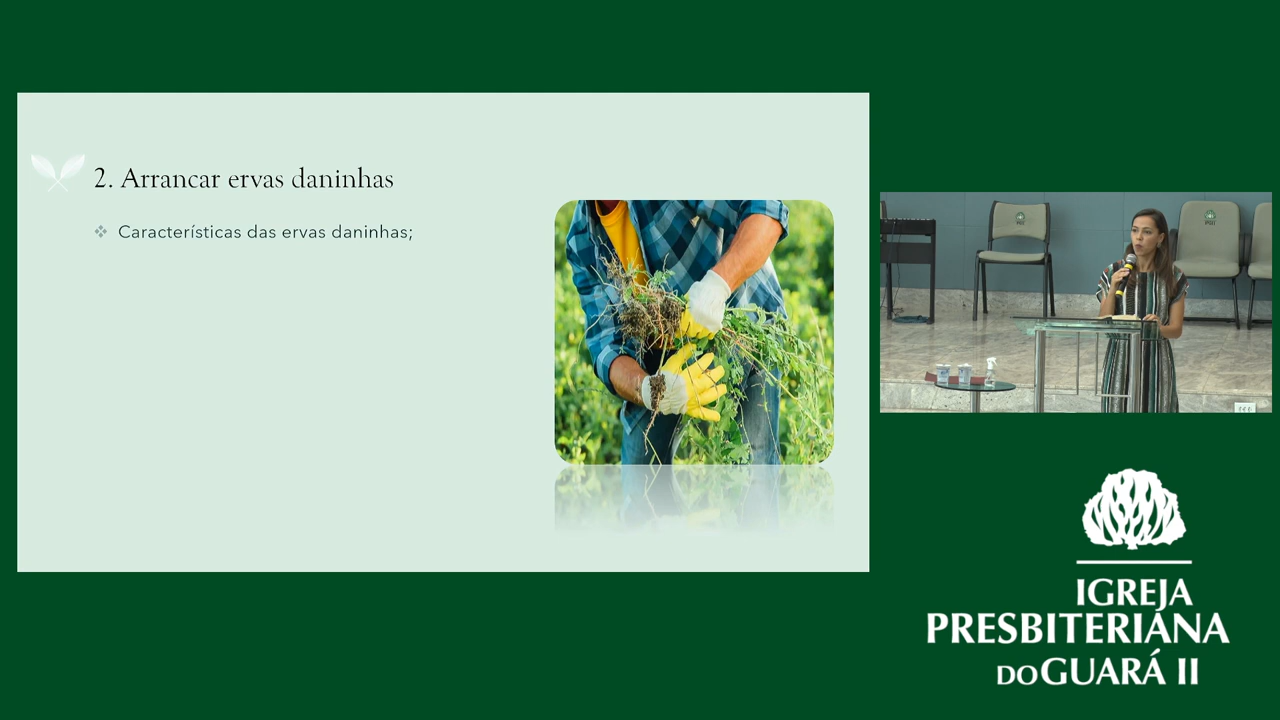 2. Arrancar ervas daninhas
Características das ervas daninhas;
IGREJA
PRESBITERIANA
DO GUARÁ II